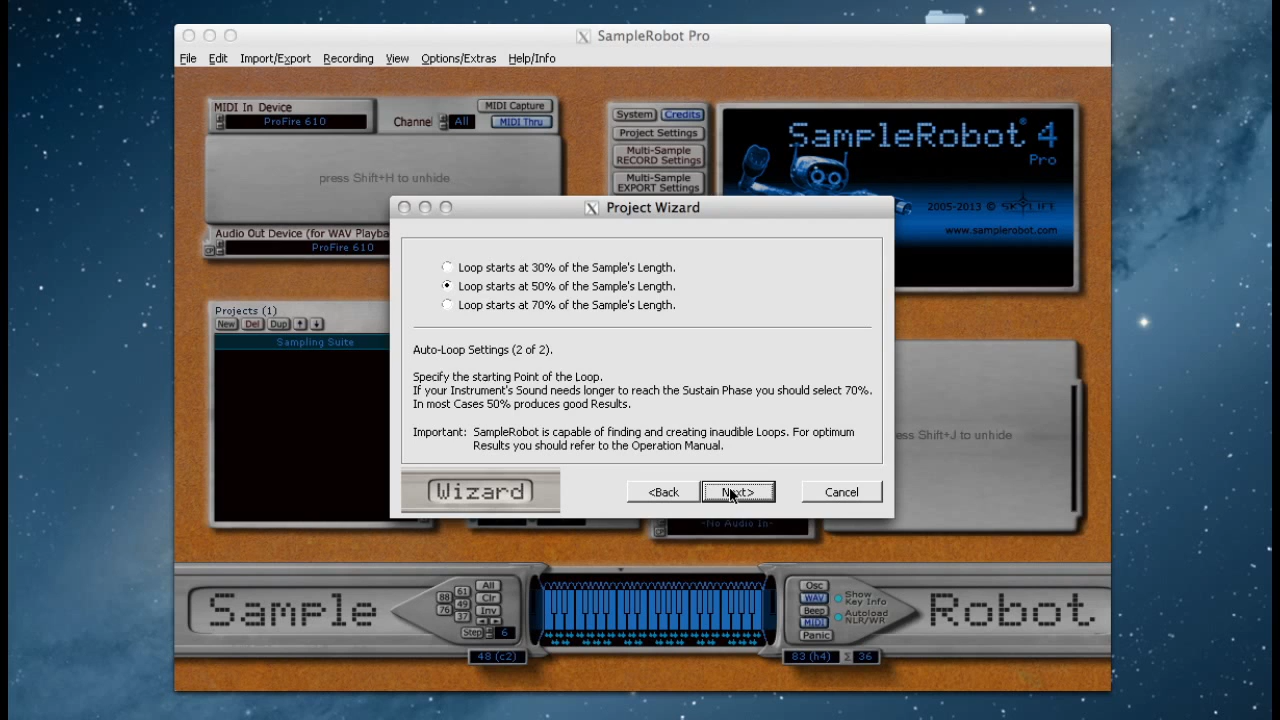 SampleRobot Pro
File Edit Import/Export Recording View Options/Extras Help/Info
MIDI In Device
ProFire 610
Channel All
MIDI Capture
MIDI Thru
press Shift+H to unhide
Audio Out Device (for WAV Playba
ProFire 610
System Credits
Project Settings
Multi-Sample
RECORD Settings
Multi-Sample
EXPORT Settings
SampleRobot® 4
Pro
2005-2013 © SKYLIFE
www.samplerobot.com
Project Wizard
Loop starts at 30% of the Sample's Length.
Loop starts at 50% of the Sample's Length.
Loop starts at 70% of the Sample's Length.
Auto-Loop Settings (2 of 2).
Specify the starting Point of the Loop.
If your Instrument's Sound needs longer to reach the Sustain Phase you should select 70%.
In most Cases 50% produces good Results.
Important: SampleRobot is capable of finding and creating inaudible Loops. For optimum
Results you should refer to the Operation Manual.
Wizard
<Back Next> Cancel
Projects (1)
New Del Dup
Sampling Suite
ess Shift+J to unhide
-No Audio In-
Sample
88 61 All
76 49 Clr
37 Inv
Step 6
48 (c2)
Osc
WAV
Beep
MIDI
Panic
Show
Key Info
Autoload
NLR/WR
83 (h4) Σ 36
Robot